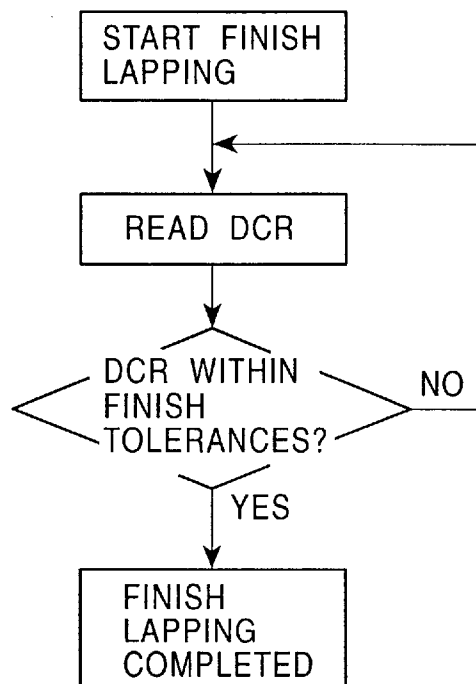 START FINISH
LAPPING
READ DCR
DCR WITHIN
FINISH
TOLERANCES?
NO
YES
FINISH
LAPPING
COMPLETED